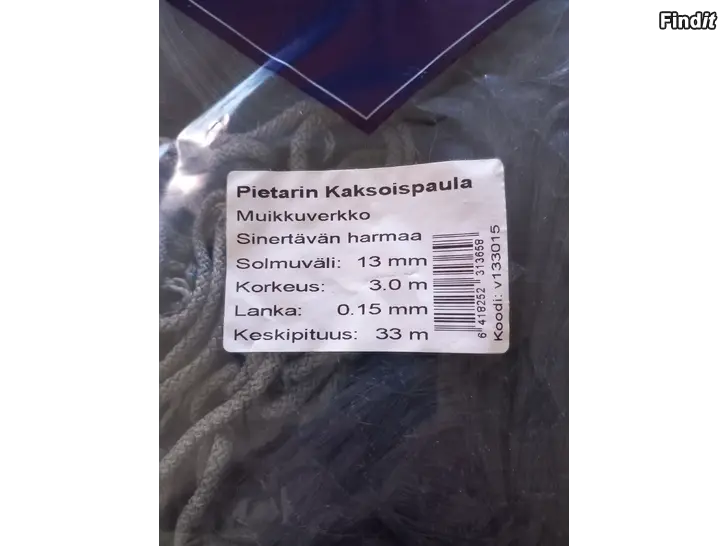 Findit
Pietarin Kaksoispaula
Muikkuverkko
Sinertävän harmaa
Solmuväli: 13 mm
Korkeus: 3.0 m
Lanka: 0.15 mm
Keskipituus: 33 m
6 418252 313658
Koodi: v133015